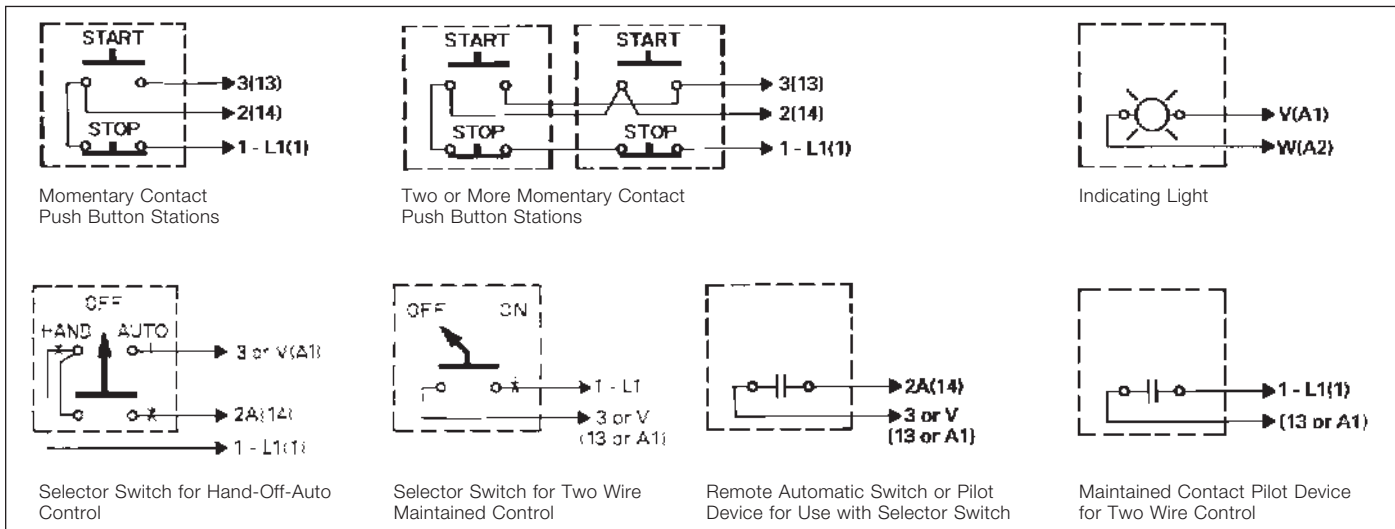 START
3(13)
2(14)
STOP
1 - L1(1)
Momentary Contact
Push Button Stations
START START
3(13)
2(14)
STOP STOP
1 - L1(1)
Two or More Momentary Contact
Push Button Stations
V(A1)
W(A2)
Indicating Light
OFF
HAND AUTO
3 or V(A1)
2A(14)
1 - L1(1)
Selector Switch for Hand-Off-Auto
Control
OFF ON
1 - L1
3 or V
(13 or A1)
Selector Switch for Two Wire
Maintained Control
2A(14)
3 or V
(13 or A1)
Remote Automatic Switch or Pilot
Device for Use with Selector Switch
1 - L1(1)
(13 or A1)
Maintained Contact Pilot Device
for Two Wire Control